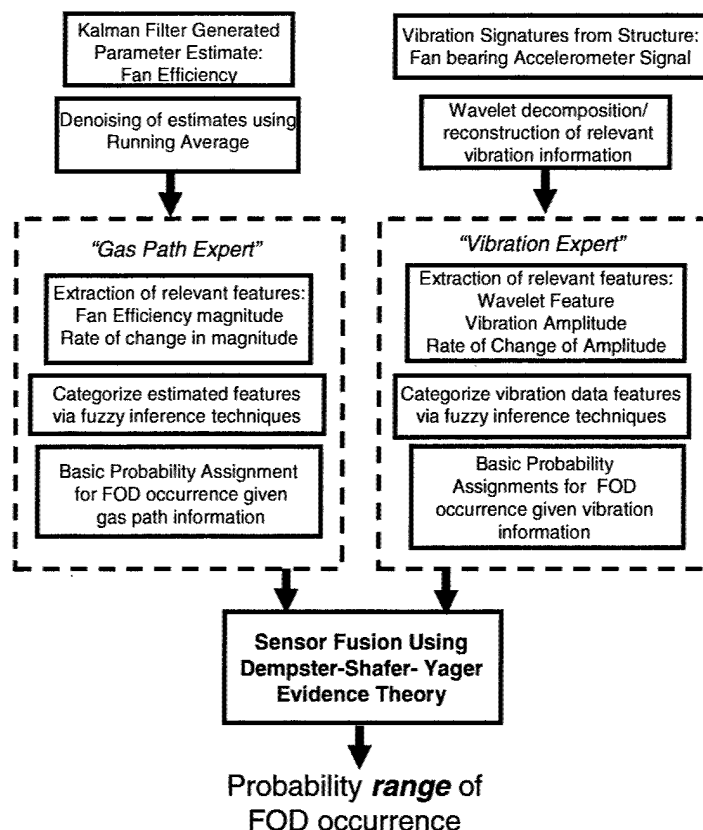 Kalman Filter Generated
Parameter Estimate:
Fan Efficiency
Denoising of estimates using
Running Average
"Gas Path Expert"
Extraction of relevant features:
Fan Efficiency magnitude
Rate of change in magnitude
Categorize estimated features
via fuzzy inference techniques
Basic Probability Assignment
for FOD occurrence given
gas path information
Vibration Signatures from Structure:
Fan bearing Accelerometer Signal
Wavelet decomposition/
reconstruction of relevant
vibration information
"Vibration Expert"
Extraction of relevant features:
Wavelet Feature
Vibration Amplitude
Rate of Change of Amplitude
Categorize vibration data features
via fuzzy inference techniques
Basic Probability
Assignments for FOD
occurrence given vibration
information
Sensor Fusion Using
Dempster-Shafer- Yager
Evidence Theory
Probability range of
FOD occurrence